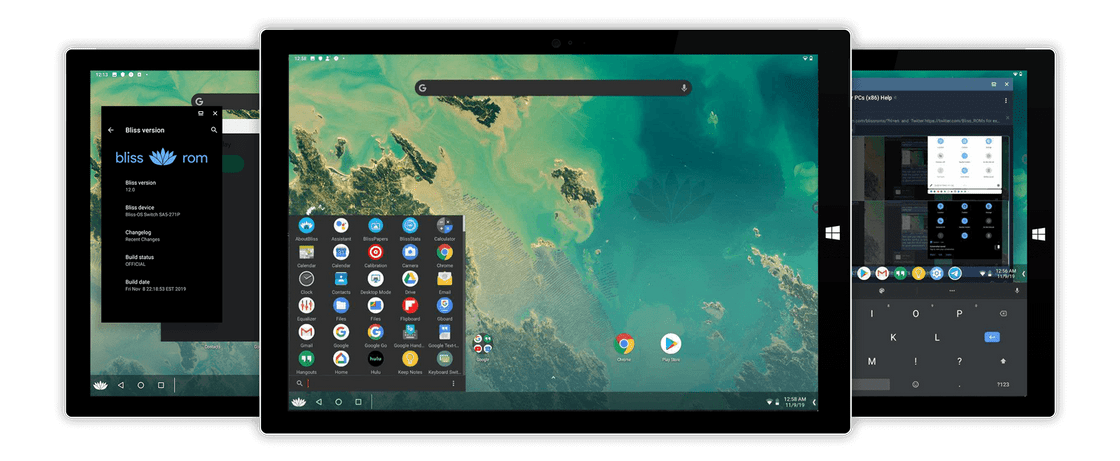 12:13
Bliss version
bliss rom
Bliss version
12.0
Bliss device
Bliss-OS Switch SA5-271P
Changelog
Recent Changes
Build status
OFFICIAL
Build date
Fri Nov 8 22:18:53 EST 2019
12:58
AboutBliss Assistant BlissPapers BlissStats Calculator
Calendar Calendar Calibration Camera Chrome
Clock Contacts Desktop Mode Drive Email
Equalizer Files Files Flipboard Gboard
Gmail Google Google Go Google Hand... Google Text-t...
Hangouts Home Hulu Keep Notes Keyboard Swit...
hulu
Google
Chrome
Play Store
12:58 AM
11/9/19
PCs (x86) Help
12:56 AM
11/9/19
I O P
K L
M ! ?
, ?123